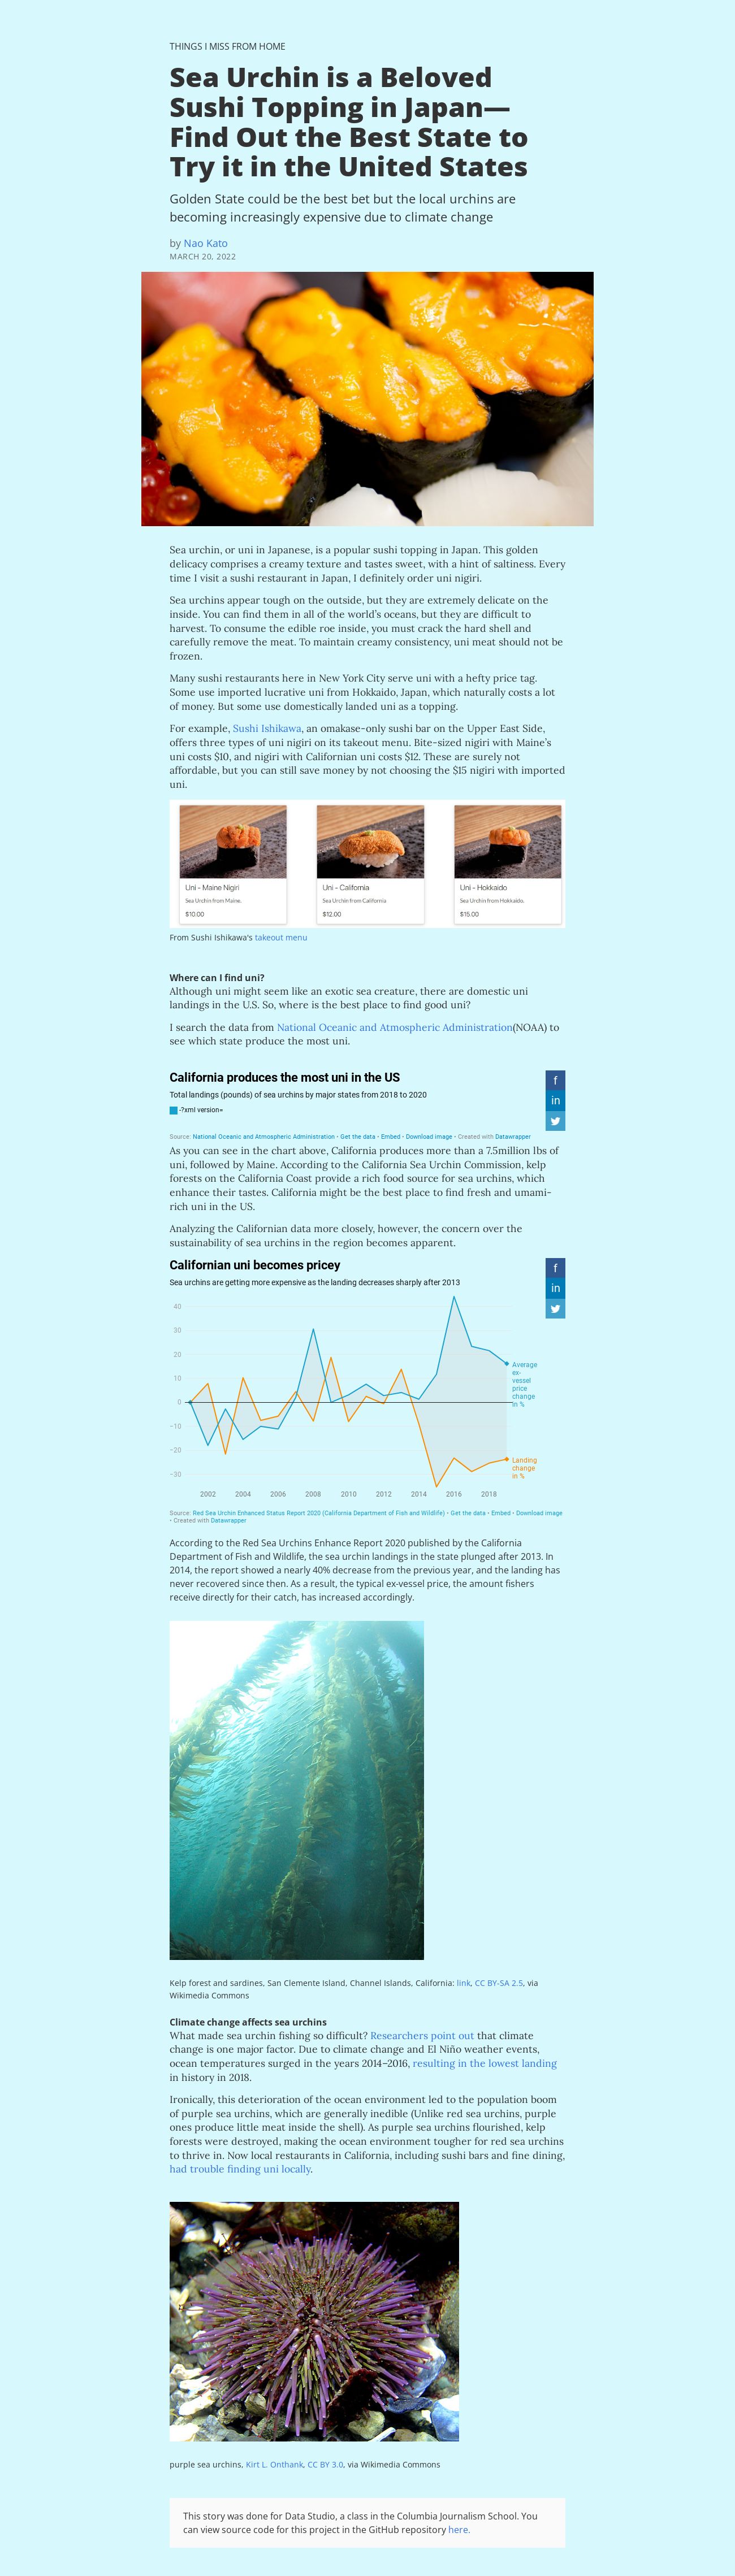 THINGS I MISS FROM HOME
Sea Urchin is a Beloved
Sushi Topping in Japan—
Find Out the Best State to
Try it in the United States
Golden State could be the best bet but the local urchins are
becoming increasingly expensive due to climate change
by Nao Kato
MARCH 20, 2022
Sea urchin, or uni in Japanese, is a popular sushi topping in Japan. This golden
delicacy comprises a creamy texture and tastes sweet, with a hint of saltiness. Every
time I visit a sushi restaurant in Japan, I definitely order uni nigiri.
Sea urchins appear tough on the outside, but they are extremely delicate on the
inside. You can find them in all of the world's oceans, but they are difficult to
harvest. To consume the edible roe inside, you must crack the hard shell and
carefully remove the meat. To maintain creamy consistency, uni meat should not be
frozen.
Many sushi restaurants here in New York City serve uni with a hefty price tag.
Some use imported lucrative uni from Hokkaido, Japan, which naturally costs a lot
of money. But some use domestically landed uni as a topping.
For example, Sushi Ishikawa, an omakase-only sushi bar on the Upper East Side,
offers three types of uni nigiri on its takeout menu. Bite-sized nigiri with Maine's
uni costs $10, and nigiri with Californian uni costs $12. These are surely not
affordable, but you can still save money by not choosing the $15 nigiri with imported
uni.
Uni - Maine Nigiri
Sea Urchin from Maine.
$10.00
Uni - California
Sea Urchin from California
$12.00
Uni - Hokkaido
Sea Urchin from Hokkaido.
$15.00
From Sushi Ishikawa's takeout menu
Where can I find uni?
Although uni might seem like an exotic sea creature, there are domestic uni
landings in the U.S. So, where is the best place to find good uni?
I search the data from National Oceanic and Atmospheric Administration(NOAA) to
see which state produce the most uni.
California produces the most uni in the US
Total landings (pounds) of sea urchins by major states from 2018 to 2020
-?xml version=
f
in
Source: National Oceanic and Atmospheric Administration • Get the data • Embed • Download image • Created with Datawrapper
As you can see in the chart above, California produces more than a 7.5million lbs of
uni, followed by Maine. According to the California Sea Urchin Commission, kelp
forests on the California Coast provide a rich food source for sea urchins, which
enhance their tastes. California might be the best place to find fresh and umami-
rich uni in the US.
Analyzing the Californian data more closely, however, the concern over the
sustainability of sea urchins in the region becomes apparent.
Californian uni becomes pricey
Sea urchins are getting more expensive as the landing decreases sharply after 2013
f
in
40
30
20
10
0
−10
−20
−30
Average
ex-
vessel
price
change
in %
Landing
change
in %
2002 2004 2006 2008 2010 2012 2014 2016 2018
Source: Red Sea Urchin Enhanced Status Report 2020 (California Department of Fish and Wildlife) • Get the data • Embed • Download image
• Created with Datawrapper
According to the Red Sea Urchins Enhance Report 2020 published by the California
Department of Fish and Wildlife, the sea urchin landings in the state plunged after 2013. In
2014, the report showed a nearly 40% decrease from the previous year, and the landing has
never recovered since then. As a result, the typical ex-vessel price, the amount fishers
receive directly for their catch, has increased accordingly.
Kelp forest and sardines, San Clemente Island, Channel Islands, California: link, CC BY-SA 2.5, via
Wikimedia Commons
Climate change affects sea urchins
What made sea urchin fishing so difficult? Researchers point out that climate
change is one major factor. Due to climate change and El Niño weather events,
ocean temperatures surged in the years 2014–2016, resulting in the lowest landing
in history in 2018.
Ironically, this deterioration of the ocean environment led to the population boom
of purple sea urchins, which are generally inedible (Unlike red sea urchins, purple
ones produce little meat inside the shell). As purple sea urchins flourished, kelp
forests were destroyed, making the ocean environment tougher for red sea urchins
to thrive in. Now local restaurants in California, including sushi bars and fine dining,
had trouble finding uni locally.
purple sea urchins, Kirt L. Onthank, CC BY 3.0, via Wikimedia Commons
This story was done for Data Studio, a class in the Columbia Journalism School. You
can view source code for this project in the GitHub repository here.